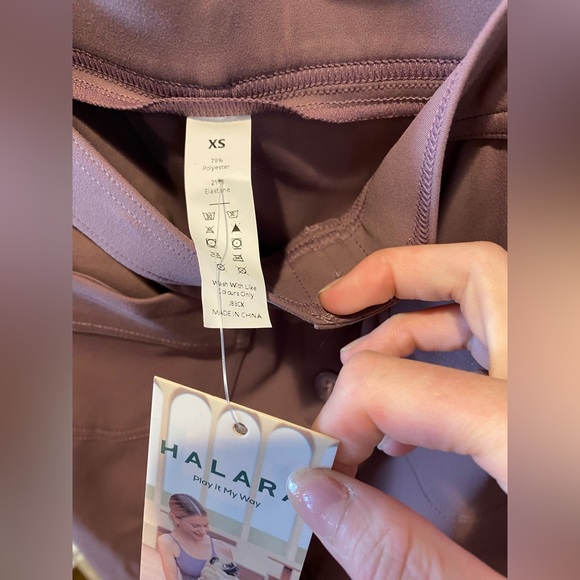 XS
79%
Polyester
21%
Elastane
Wash With Like
Colours Only
MADE IN CHINA
HALARA
Play It My Way